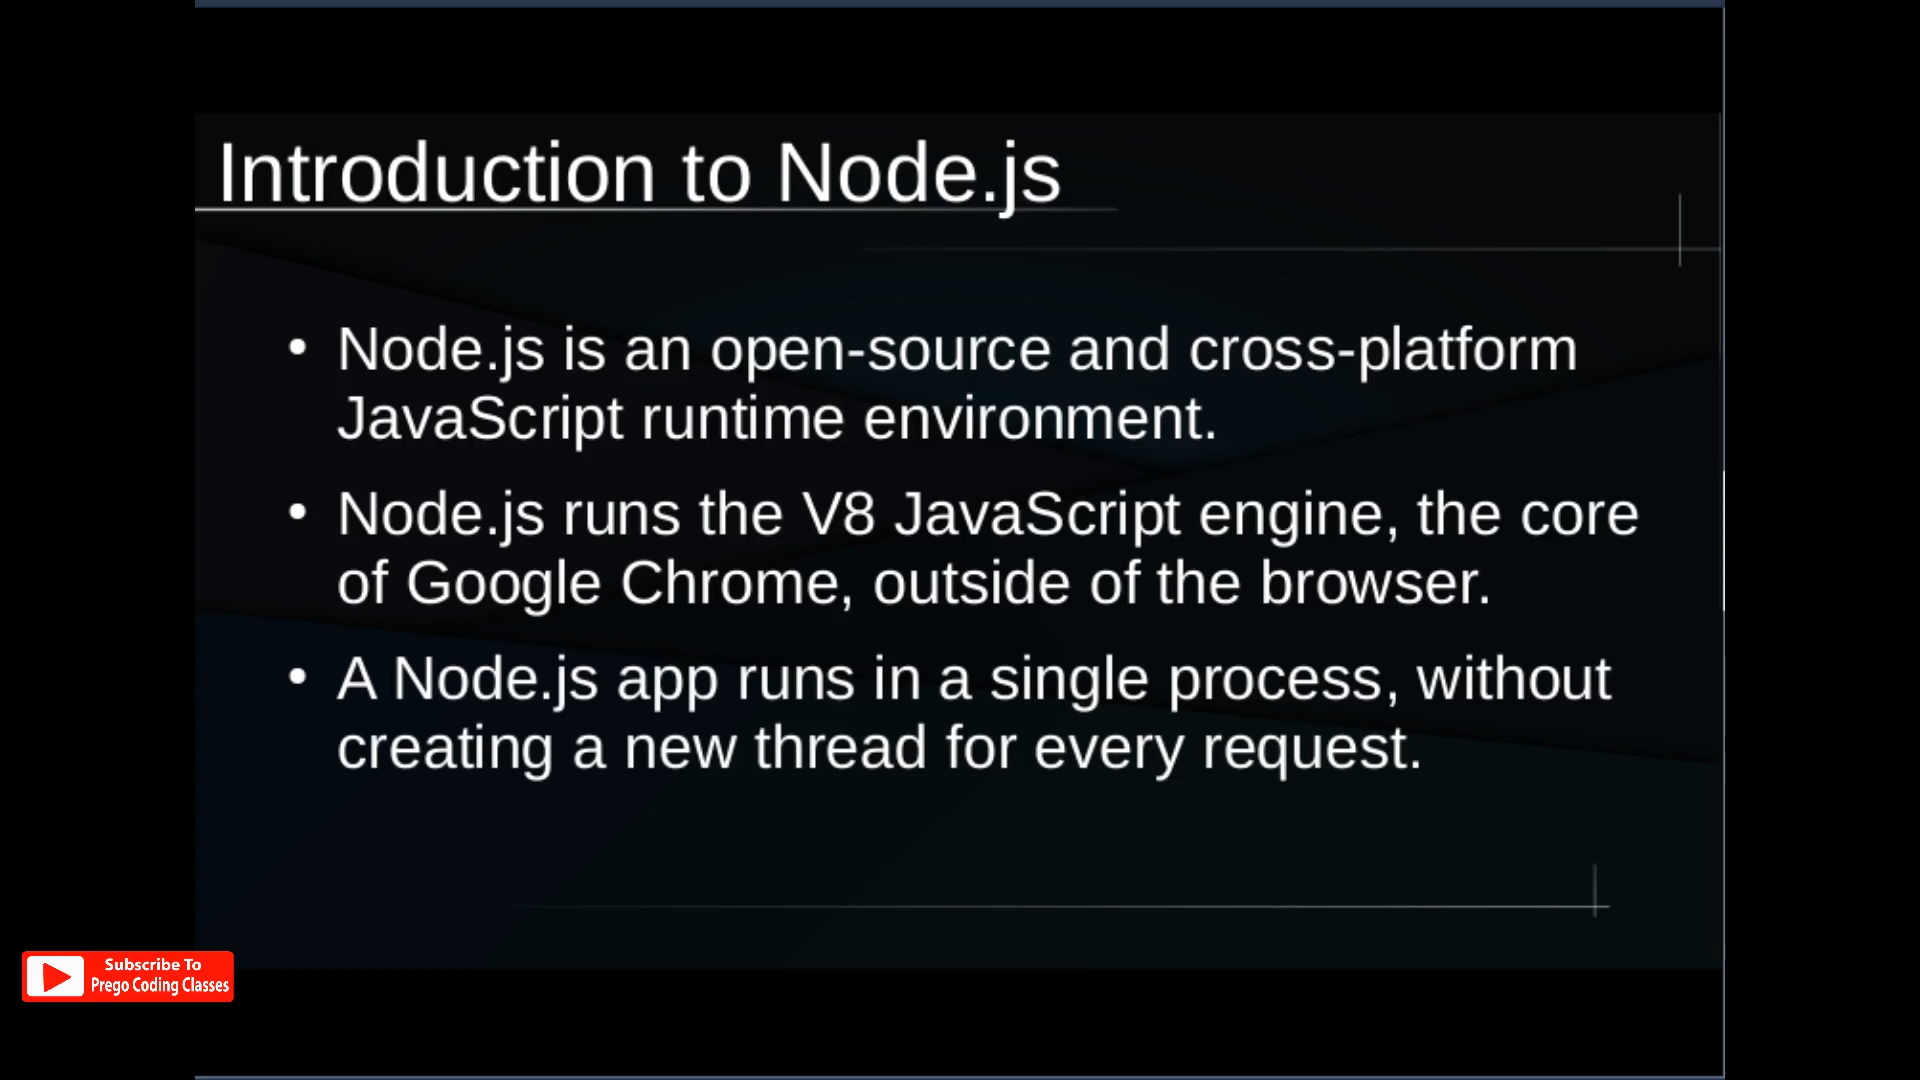 Introduction to Node.js
• Node.js is an open-source and cross-platform
JavaScript runtime environment.
• Node.js runs the V8 JavaScript engine, the core
of Google Chrome, outside of the browser.
• A Node.js app runs in a single process, without
creating a new thread for every request.
Subscribe To
Prego Coding Classes